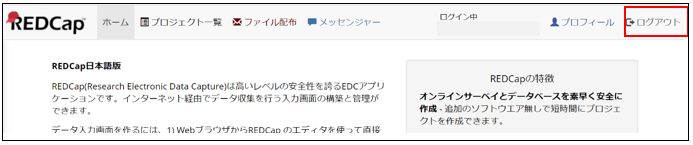 REDCap ホーム プロジェクト一覧 ファイル配布 メッセンジャー ログイン中 プロフィール ログアウト
REDCap日本語版
REDCap(Research Electronic Data Capture)は高いレベルの安全性を誇るEDCアプリ
ケーションです。インターネット経由でデータ収集を行う入力画面の構築と管理が
できます。
データ入力画面を作るには、1) WebブラウザからREDCap のエディタを使って直接
REDCapの特徴
オンラインサーベイとデータベースを素早く安全に
作成 - 追加のソフトウエア無しで短時間にプロジェ
クトを作成できます。